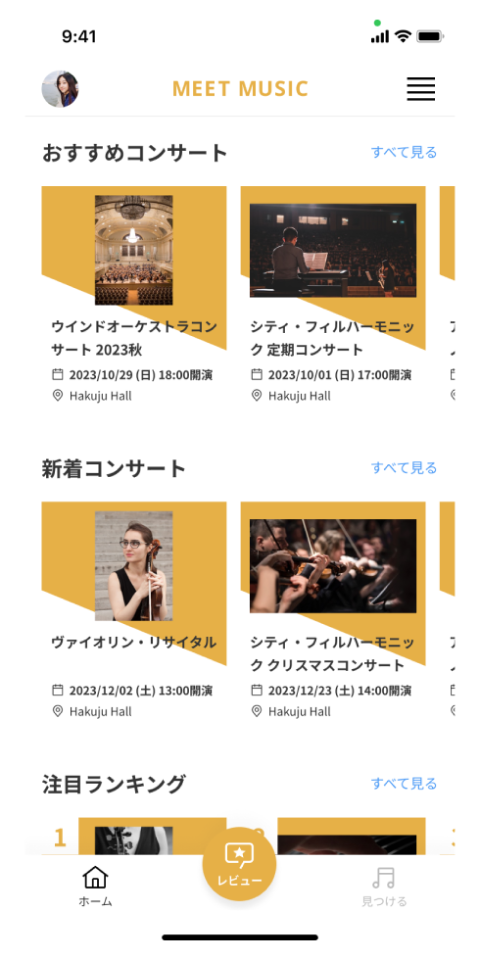 9:41
MEET MUSIC
おすすめコンサート
すべて見る
ウインドオーケストラコン
サート 2023秋
2023/10/29 (日) 18:00開演
Hakuju Hall
シティ・フィルハーモニッ
ク 定期コンサート
2023/10/01 (日) 17:00開演
Hakuju Hall
新着コンサート
すべて見る
ヴァイオリン・リサイタル
2023/12/02 (土) 13:00開演
Hakuju Hall
シティ・フィルハーモニッ
ク クリスマスコンサート
2023/12/23 (土) 14:00開演
Hakuju Hall
注目ランキング
すべて見る
1
レビュー
ホーム
見つける